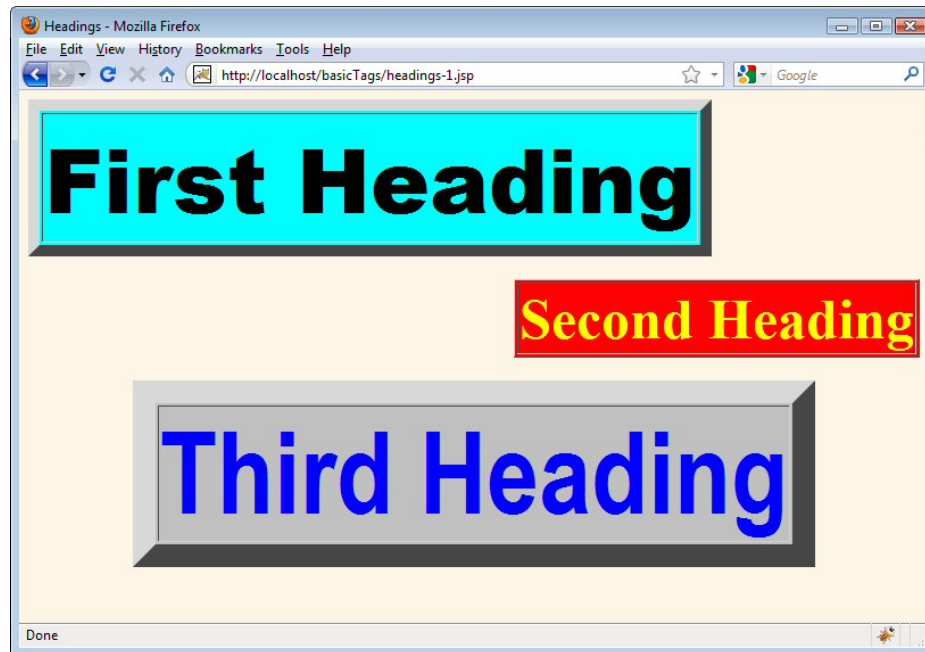 Headings - Mozilla Firefox
File Edit View History Bookmarks Tools Help
http://localhost/basicTags/headings-1.jsp Google
First Heading
Second Heading
Third Heading
Done